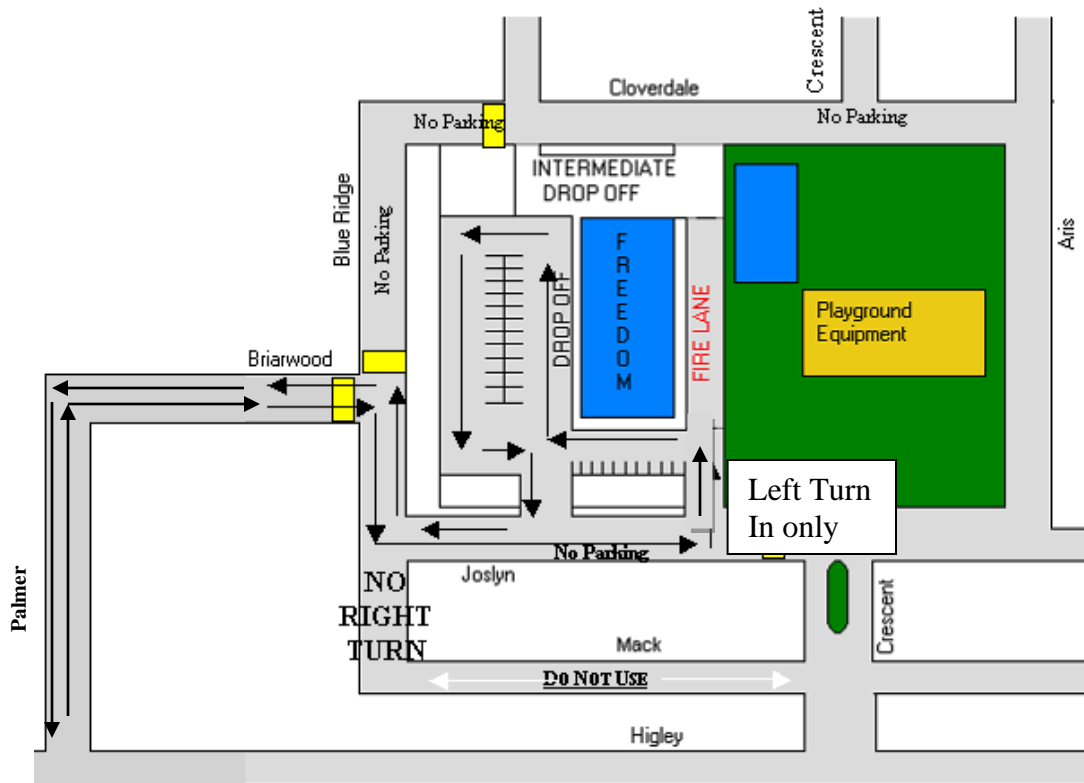 Crescent
Cloverdale
No Parking
No Parking
INTERMEDIATE
DROP OFF
Blue Ridge
No Parking
FREEDOM
DROP OFF
FIRE LANE
Aris
Playground
Equipment
Briarwood
Left Turn
In only
No Parking
Joslyn
NO
RIGHT
TURN
Palmer
Crescent
Mack
DO NOT USE
Higley